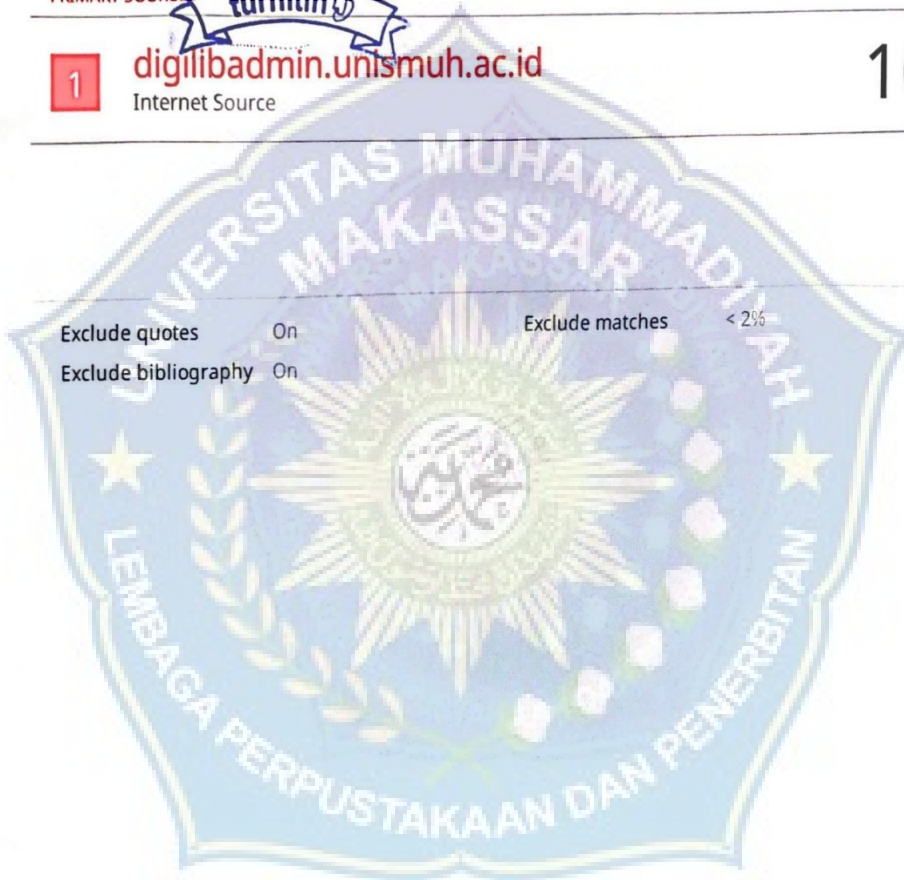 turnitin
1 digilibadmin.unismuh.ac.id
Internet Source
Exclude quotes On
Exclude matches < 2%
Exclude bibliography On
UNIVERSITAS MUHAMMADIYAH
MAKASSAR
LEMBAGA PERPUSTAKAAN DAN PENERBITAN